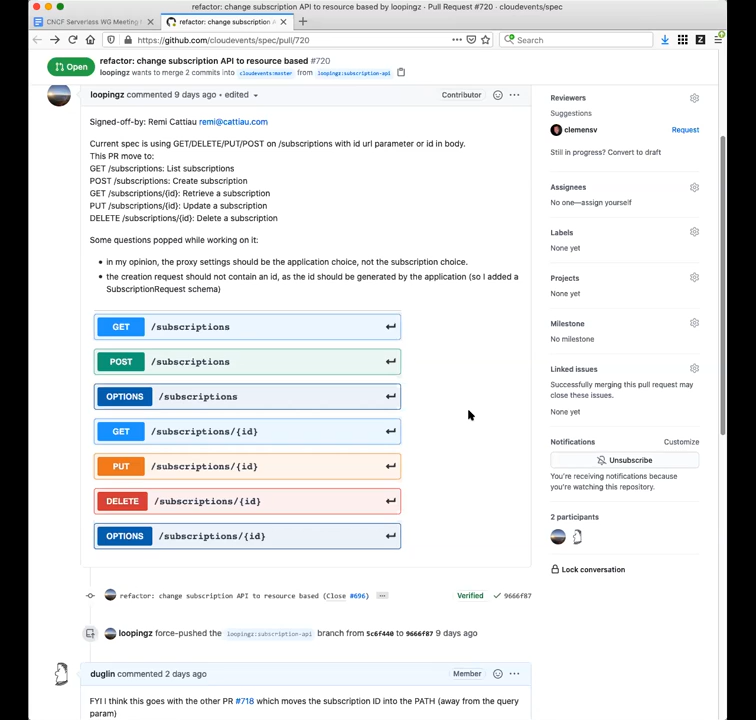 refactor: change subscription API to resource based by loopingz · Pull Request #720 · cloudevents/spec
CNCF Serverless WG Meeting
refactor: change subscription A
https://github.com/cloudevents/spec/pull/720
Search
Open
refactor: change subscription API to resource based #720
loopingz wants to merge 2 commits into cloudevents:master from loopingz:subscription-api
loopingz commented 9 days ago • edited
Contributor
Signed-off-by: Remi Cattiau remi@cattiau.com
Current spec is using GET/DELETE/PUT/POST on /subscriptions with id url parameter or id in body.
This PR move to:
GET /subscriptions: List subscriptions
POST /subscriptions: Create subscription
GET /subscriptions/{id}: Retrieve a subscription
PUT /subscriptions/{id}: Update a subscription
DELETE /subscriptions/{id}: Delete a subscription
Some questions popped while working on it:
• in my opinion, the proxy settings should be the application choice, not the subscription choice.
• the creation request should not contain an id, as the id should be generated by the application (so I added a
SubscriptionRequest schema)
GET /subscriptions
POST /subscriptions
OPTIONS /subscriptions
GET /subscriptions/{id}
PUT /subscriptions/{id}
DELETE /subscriptions/{id}
OPTIONS /subscriptions/{id}
refactor: change subscription API to resource based (Close #696) ...
Verified
9666f87
loopingz force-pushed the loopingz:subscription-api branch from 5c6f440 to 9666f87 9 days ago
duglin commented 2 days ago
Member
FYI I think this goes with the other PR #718 which moves the subscription ID into the PATH (away from the query
param)
Reviewers
Suggestions
clemensv
Request
Still in progress? Convert to draft
Assignees
No one—assign yourself
Labels
None yet
Projects
None yet
Milestone
No milestone
Linked issues
Successfully merging this pull request may
close these issues.
None yet
Notifications
Customize
Unsubscribe
You're receiving notifications because
you're watching this repository.
2 participants
Lock conversation